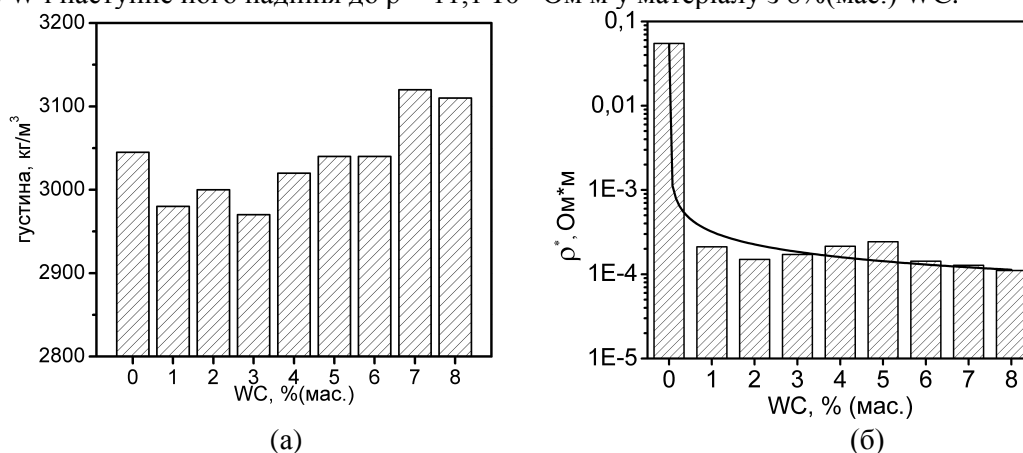 3200
3100
3000
2900
2800
густина, кг/м³
0 1 2 3 4 5 6 7 8
WC, %(мас.)
(а)
0,1
0,01
1E-3
1E-4
1E-5
ρ*, Ом*м
0 1 2 3 4 5 6 7 8
WC, % (мас.)
(б)